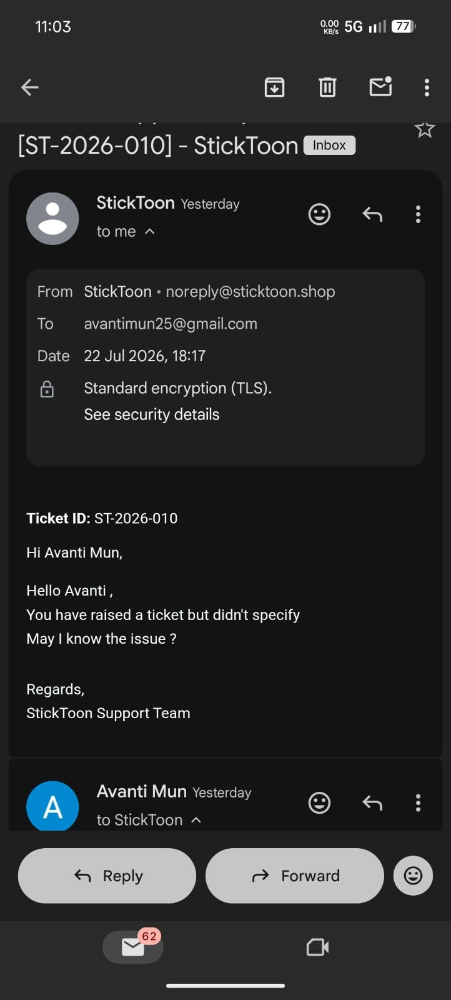 11:03
0.00 KB/s 5G 77
[ST-2026-010] - StickToon Inbox
StickToon Yesterday
to me
From StickToon • noreply@sticktoon.shop
To avantimun25@gmail.com
Date 22 Jul 2026, 18:17
Standard encryption (TLS).
See security details
Ticket ID: ST-2026-010
Hi Avanti Mun,
Hello Avanti ,
You have raised a ticket but didn't specify
May I know the issue ?
Regards,
StickToon Support Team
A
Avanti Mun Yesterday
to StickToon
Reply
Forward
62